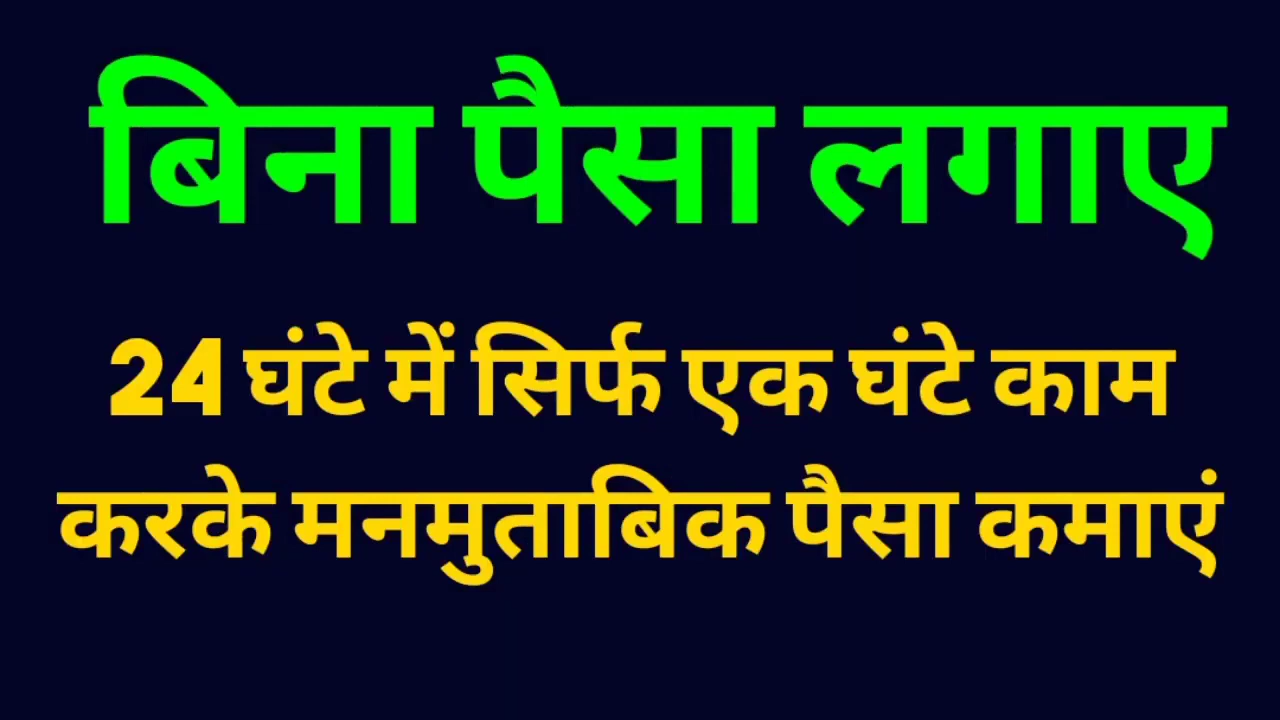 बिना पैसा लगाए
24 घंटे में सिर्फ एक घंटे काम
करके मनमुताबिक पैसा कमाएं